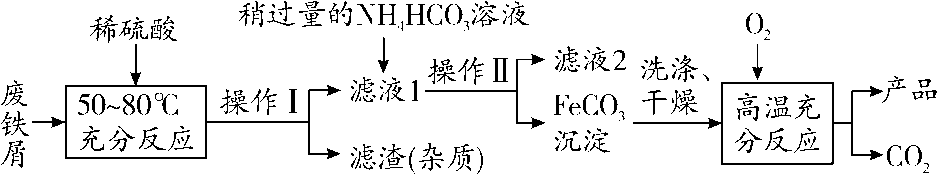 稍过量的NH₄HCO₃溶液
稀硫酸
O₂
废铁屑
50~80℃
充分反应
操作Ⅰ
滤液1
操作Ⅱ
滤液2
FeCO₃
沉淀
洗涤、
干燥
高温充
分反应
产品
滤渣(杂质)
CO₂